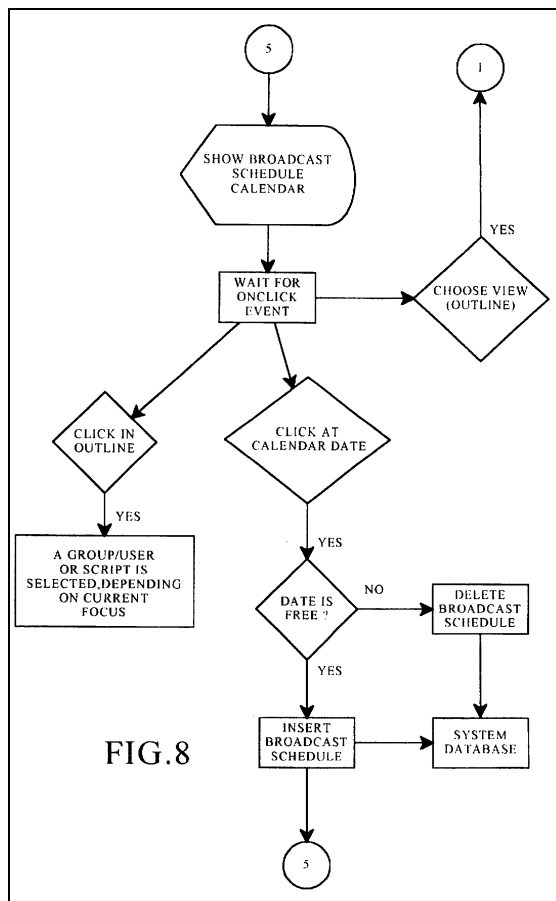 5
1
SHOW BROADCAST
SCHEDULE
CALENDAR
YES
WAIT FOR
ONCLICK
EVENT
CHOOSE VIEW
(OUTLINE)
CLICK IN
OUTLINE
CLICK AT
CALENDAR DATE
YES
YES
A GROUP/USER
OR SCRIPT IS
SELECTED,DEPENDING
ON CURRENT
FOCUS
DATE IS
FREE ?
NO
DELETE
BROADCAST
SCHEDULE
YES
INSERT
BROADCAST
SCHEDULE
SYSTEM
DATABASE
FIG.8
5